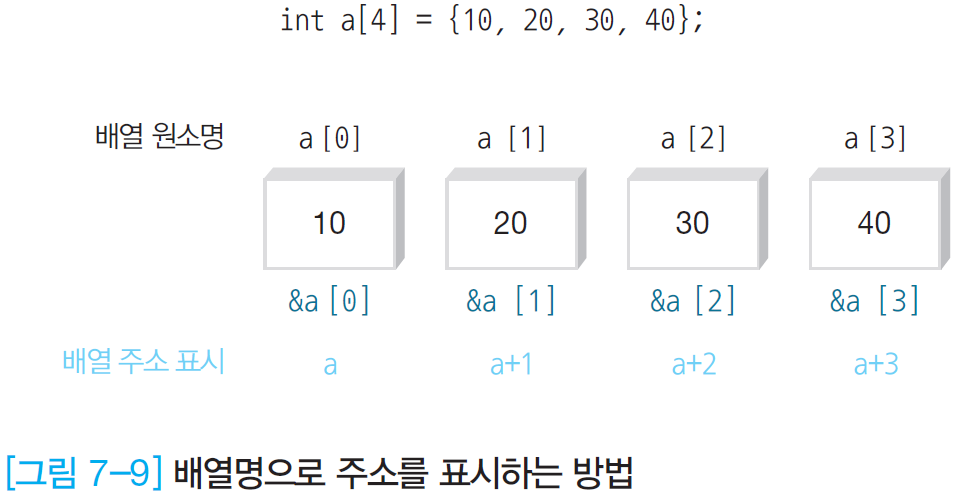 int a[4] = {10, 20, 30, 40};
배열 원소명 a [0] a [1] a [2] a [3]
10 20 30 40
&a [0] &a [1] &a [2] &a [3]
배열 주소 표시 a a+1 a+2 a+3
[그림 7-9] 배열명으로 주소를 표시하는 방법